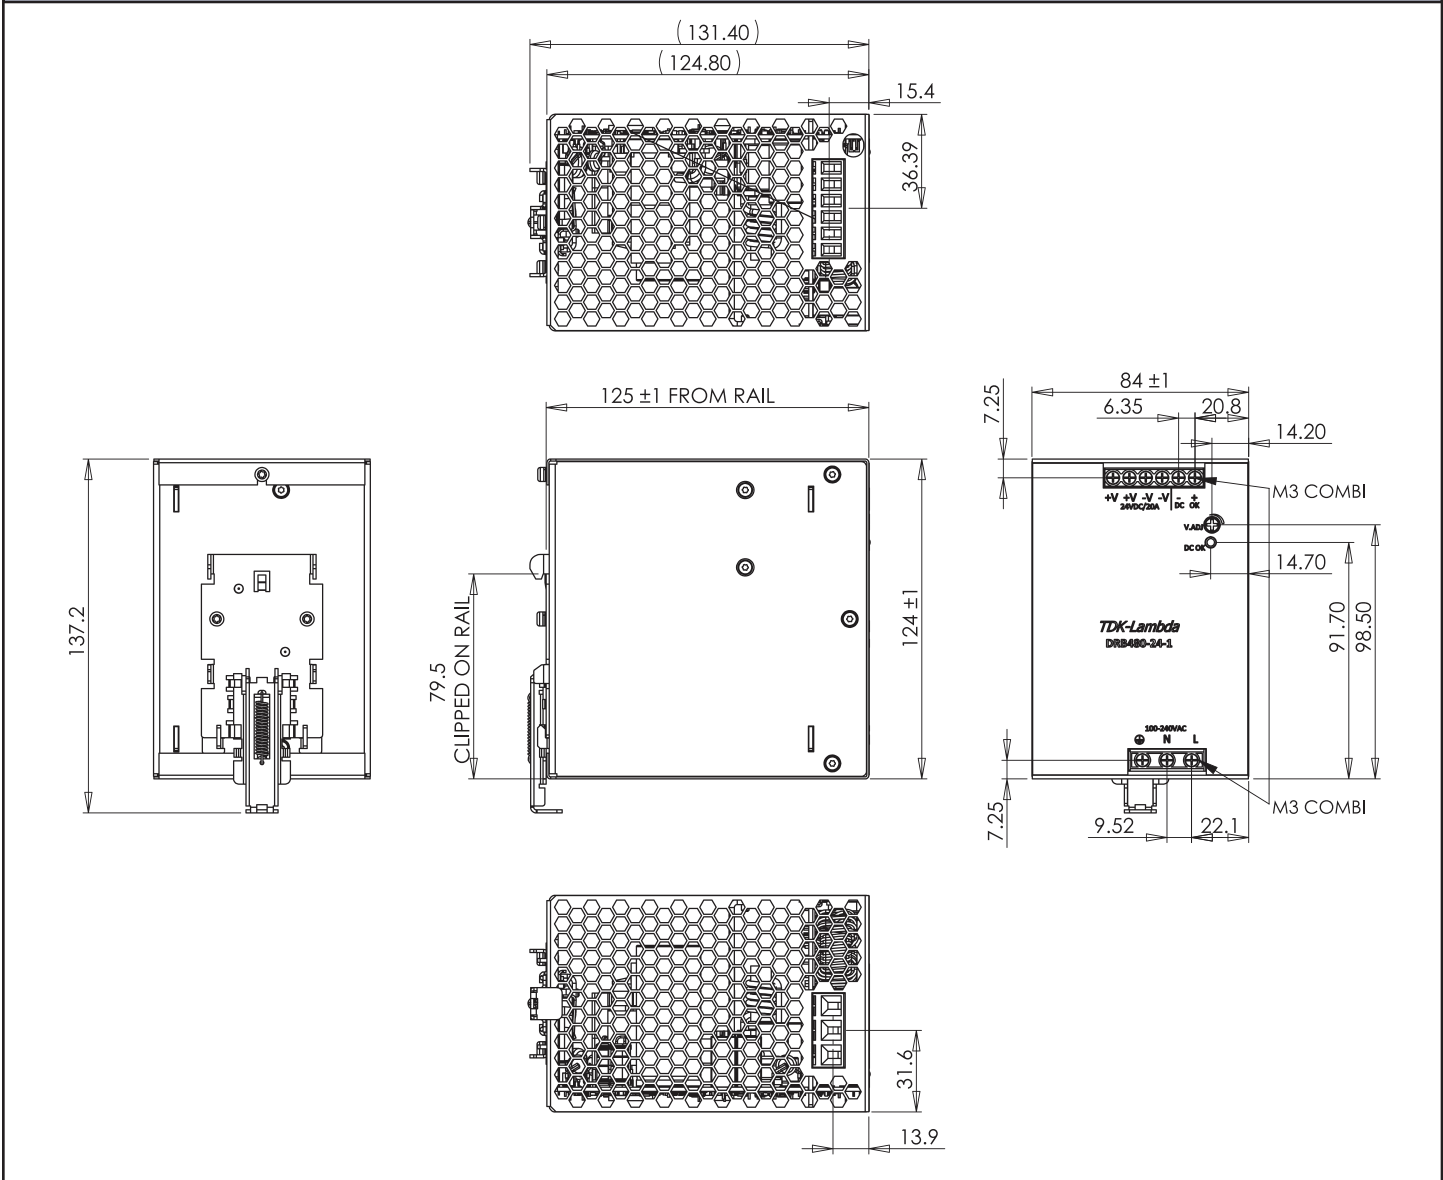 (131.40)
(124.80)
15.4
36.39
125 ±1 FROM RAIL
84 ±1
7.25
6.35
20.8
14.20
M3 COMBI
+V +V -V -V - +
24VDC/20A DC OK
V.ADJ
DC OK
14.70
137.2
79.5
CLIPPED ON RAIL
124 ±1
91.70
98.50
TDK-Lambda
DRB480-24-1
100-240VAC
N L
7.25
M3 COMBI
9.52
22.1
31.6
13.9